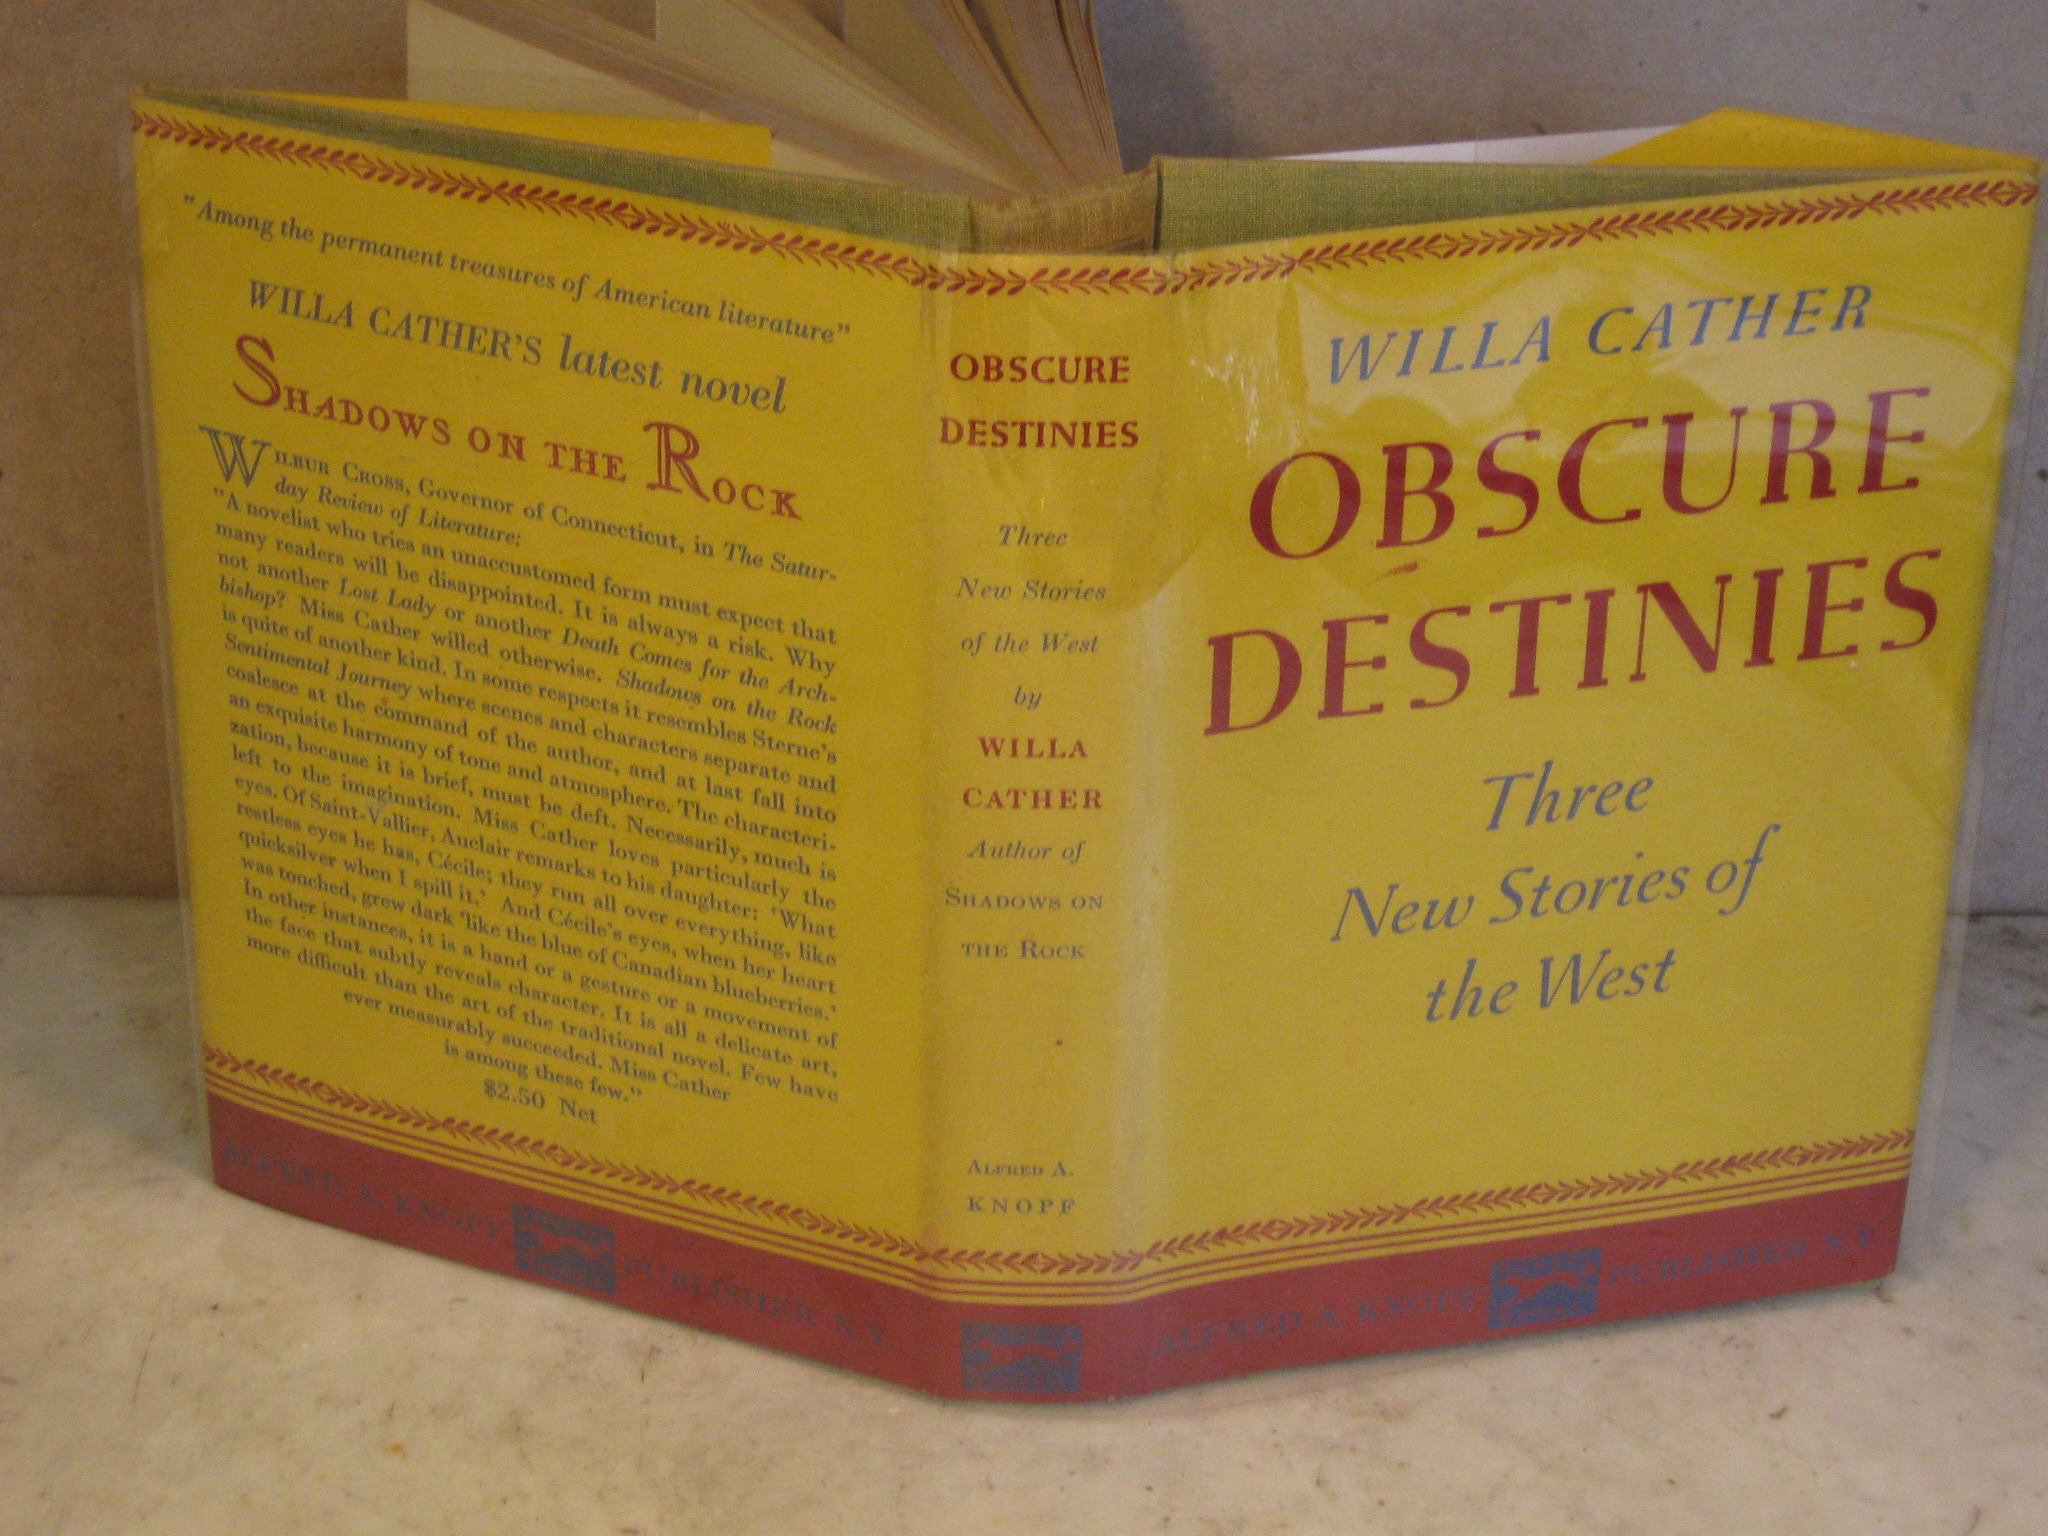 "Among the permanent treasures of American literature"
WILLA CATHER'S latest novel
SHADOWS ON THE ROCK
WILBUR CROSS, Governor of Connecticut, in The Satur-
day Review of Literature:
"A novelist who tries an unaccustomed form must expect that
many readers will be disappointed. It is always a risk. Why
not another Lost Lady or another Death Comes for the Arch-
bishop? Miss Cather willed otherwise. Shadows on the Rock
is quite of another kind. In some respects it resembles Sterne's
Sentimental Journey where scenes and characters separate and
coalesce at the command of the author, and at last fall into
an exquisite harmony of tone and atmosphere. The characteri-
zation, because it is brief, must be deft. Necessarily, much is
left to the imagination. Miss Cather loves particularly the
eyes. Of Saint-Vallier, Auclair remarks to his daughter: 'What
restless eyes he has, Cécile; they run all over everything, like
quicksilver when I spill it.' And Cécile's eyes, when her heart
was touched, grew dark 'like the blue of Canadian blueberries.'
In other instances, it is a hand or a gesture or a movement of
the face that subtly reveals character. It is all a delicate art,
more difficult than the art of the traditional novel. Few have
ever measurably succeeded. Miss Cather
is among these few."
$2.50 Net
ALFRED A. KNOPF PUBLISHER N.Y.
OBSCURE
DESTINIES
Three
New Stories
of the West
by
WILLA
CATHER
Author of
SHADOWS ON
THE ROCK
ALFRED A.
KNOPF
WILLA CATHER
OBSCURE
DESTINIES
Three
New Stories of
the West
ALFRED A. KNOPF PUBLISHER N.Y.